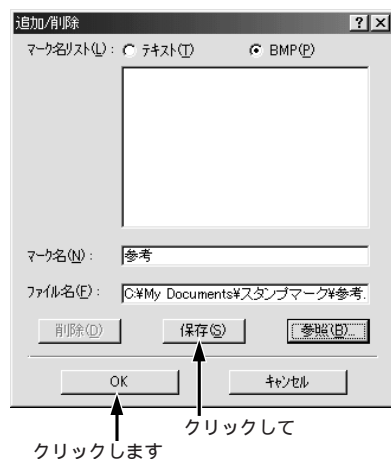 追加/削除
マーク名リスト(L): テキスト(T) BMP(P)
マーク名(N): 参考
ファイル名(F): C:¥My Documents¥スタンプマーク¥参考.
削除(D) 保存(S) 参照(B)...
OK キャンセル
クリックして
クリックします